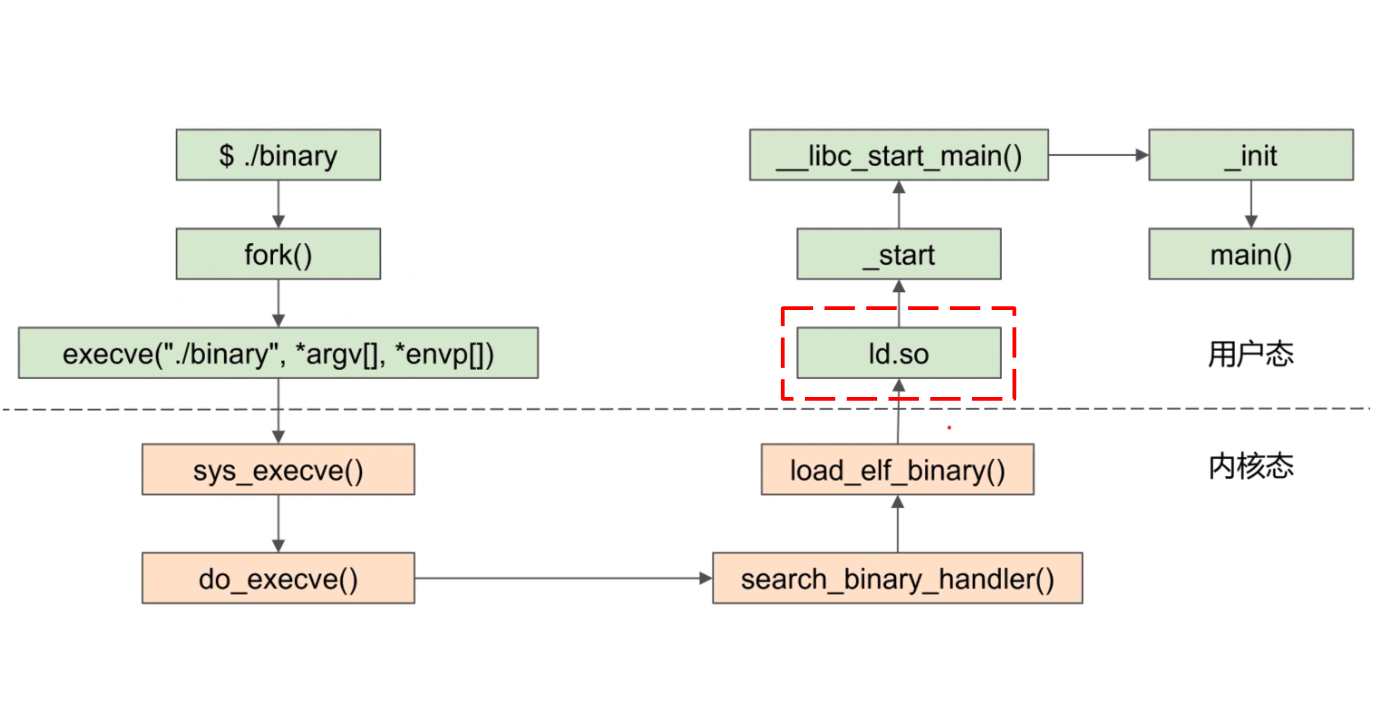 $ ./binary
fork()
execve("./binary", *argv[], *envp[])
sys_execve()
do_execve()
search_binary_handler()
load_elf_binary()
ld.so
_start
__libc_start_main()
_init
main()
用户态
内核态